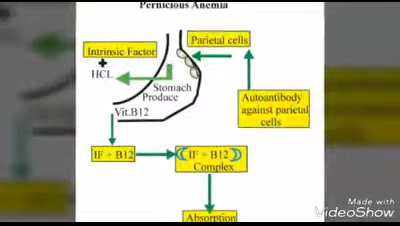 Pernicious Anemia
Parietal cells
Intrinsic Factor
+
HCL
Stomach
Produce
Autoantibody
against parietal
cells
Vit.B12
IF + B12
IF + B12
Complex
Absorption
Made with
VideoShow